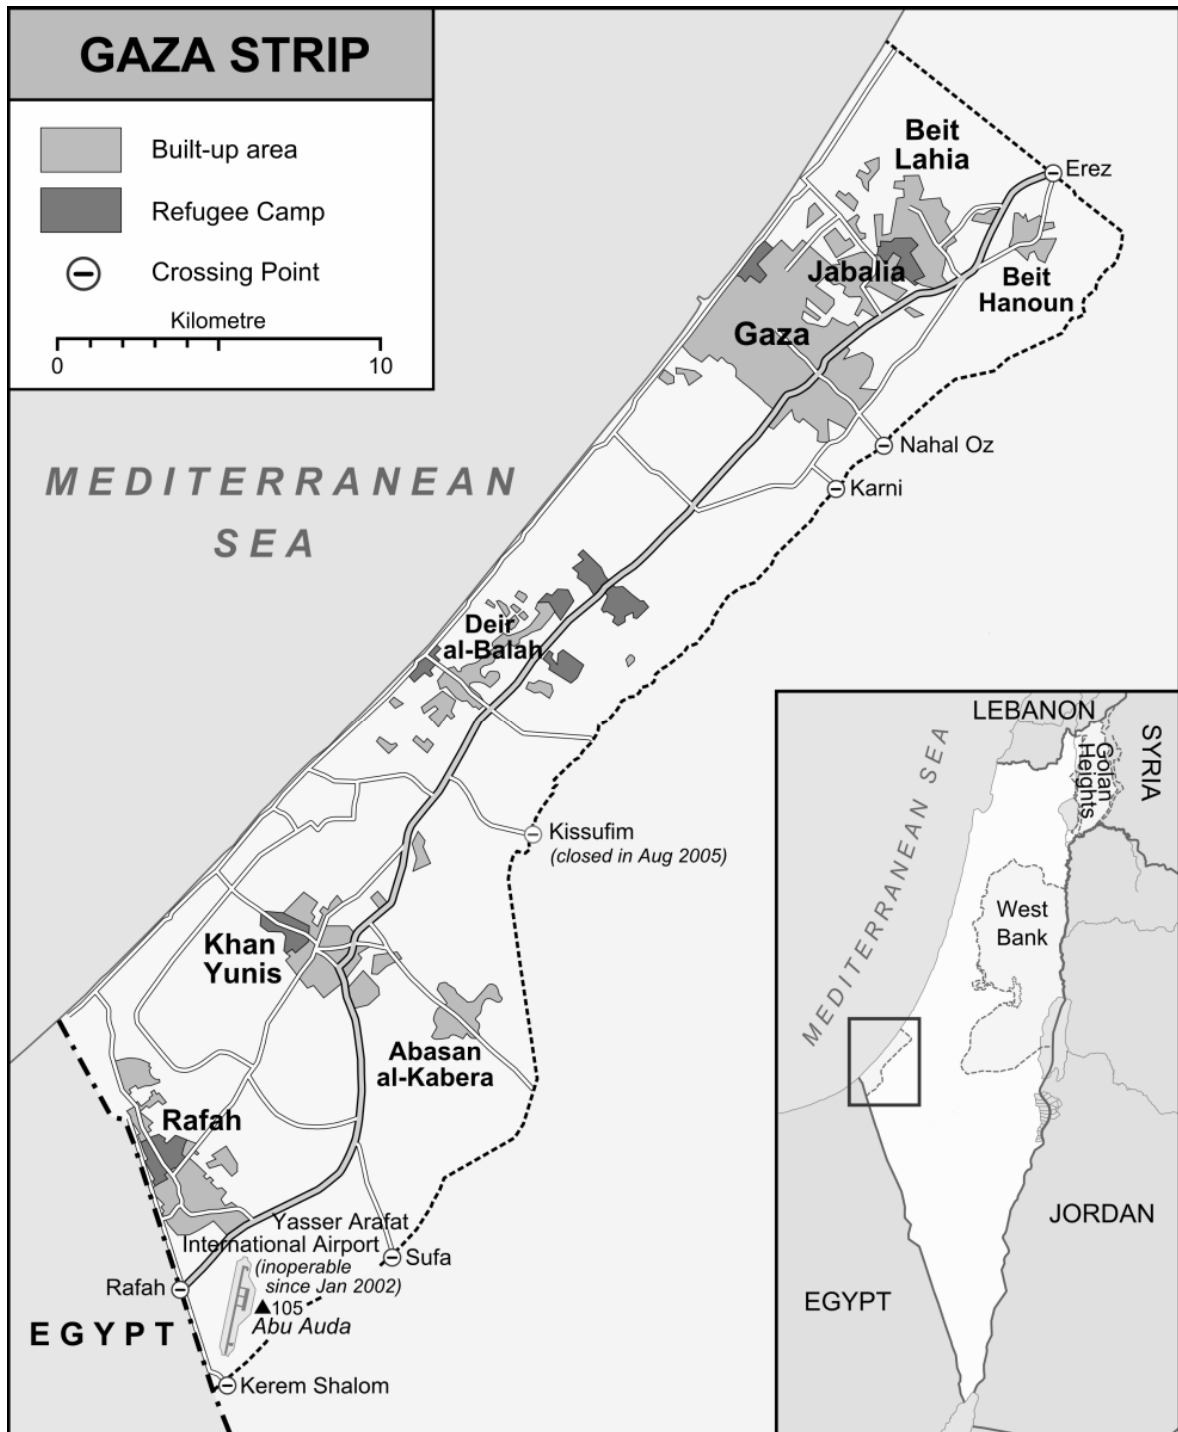 GAZA STRIP
Built-up area
Refugee Camp
Crossing Point
Kilometre
0 10
MEDITERRANEAN
SEA
Beit
Lahia
Erez
Jabalia
Beit
Hanoun
Gaza
Nahal Oz
Karni
Deir
al-Balah
Kissufim
(closed in Aug 2005)
Khan
Yunis
Abasan
al-Kabera
Rafah
Yasser Arafat
International Airport
(inoperable
since Jan 2002)
Sufa
Rafah
105
Abu Auda
EGYPT
Kerem Shalom
LEBANON
SYRIA
Golan
Heights
MEDITERRANEAN SEA
West
Bank
JORDAN
EGYPT